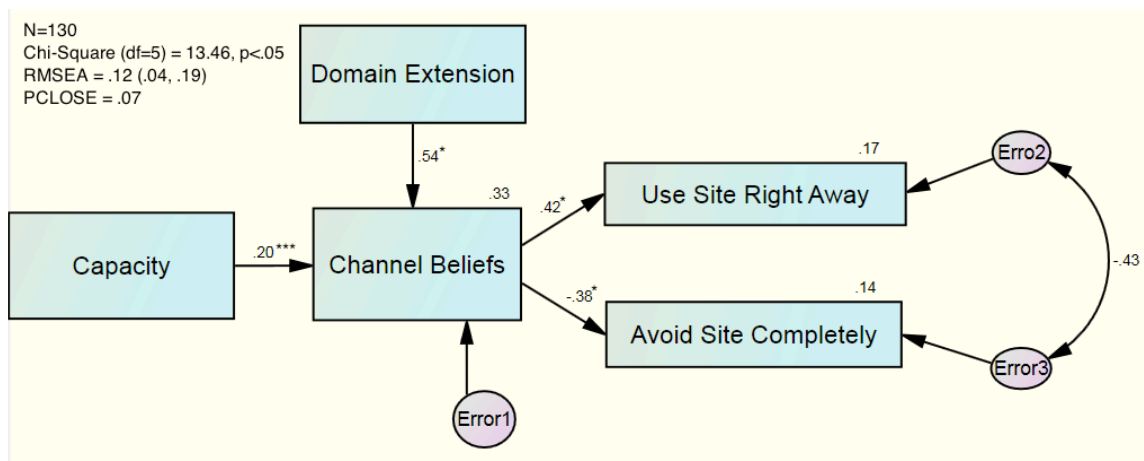 N=130
Chi-Square (df=5) = 13.46, p<.05
RMSEA = .12 (.04, .19)
PCLOSE = .07
Domain Extension
.54*
.33
Capacity
.20***
Channel Beliefs
.42*
-.38*
.17
Use Site Right Away
.14
Avoid Site Completely
Erro2
-.43
Error3
Error1